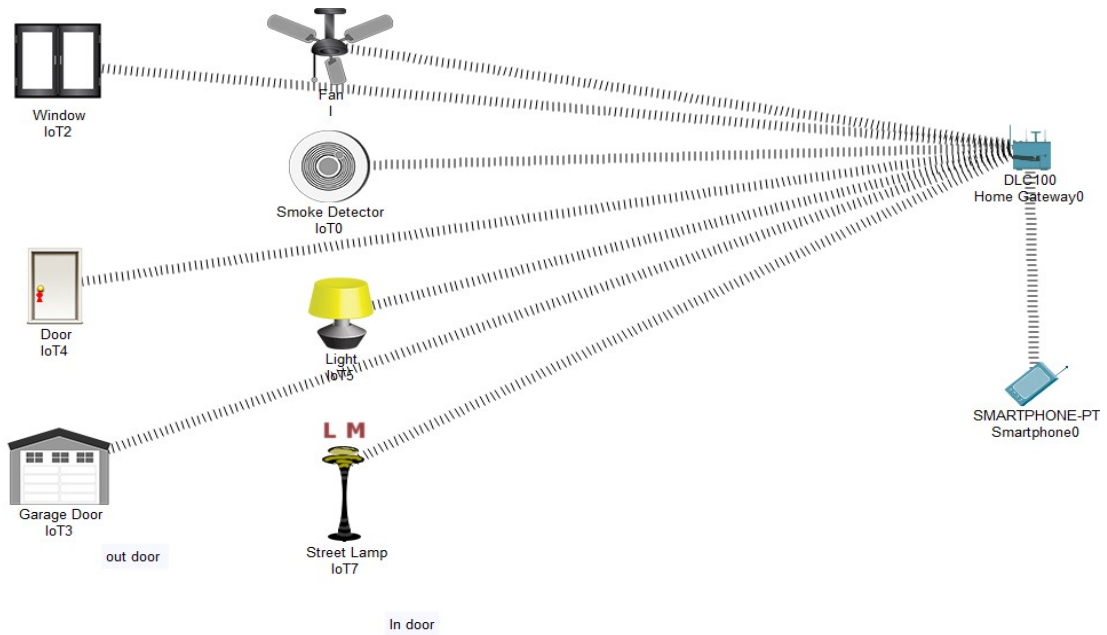 Window
IoT2
Fan
I
Smoke Detector
IoT0
DLC100
Home Gateway0
Door
IoT4
Light
IoT5
SMARTPHONE-PT
Smartphone0
L M
Garage Door
IoT3
Street Lamp
IoT7
out door
In door